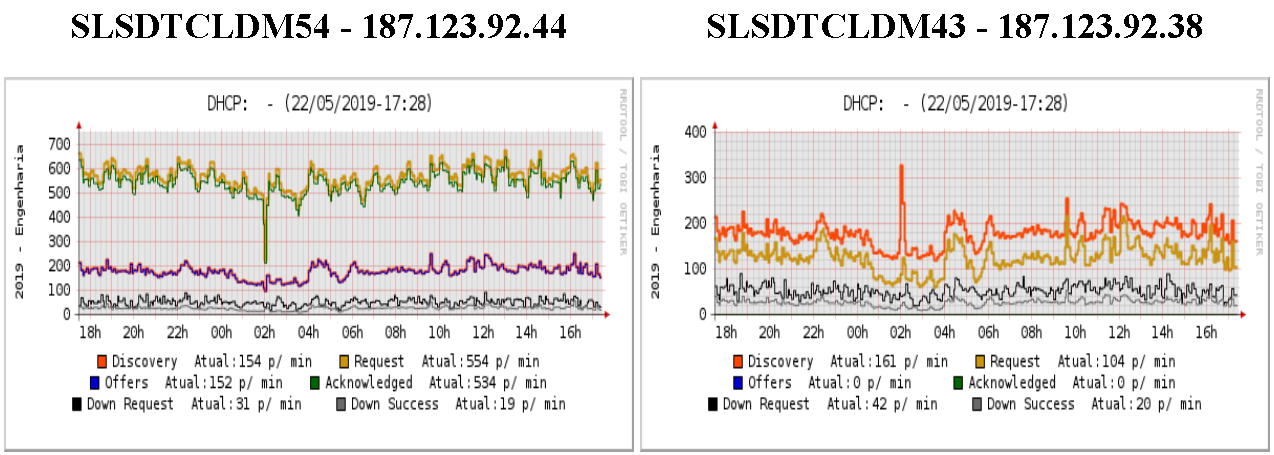 SLSDTCLDM54 - 187.123.92.44
DHCP:  - (22/05/2019-17:28)
RRDTOOL / TOBI OETIKER
2019 - Engenharia
700
600
500
400
300
200
100
0
18h 20h 22h 00h 02h 04h 06h 08h 10h 12h 14h 16h
Discovery Atual:154 p/ min Request Atual:554 p/ min
Offers Atual:152 p/ min Acknowledged Atual:534 p/ min
Down Request Atual:31 p/ min Down Success Atual:19 p/ min
SLSDTCLDM43 - 187.123.92.38
DHCP:  - (22/05/2019-17:28)
RRDTOOL / TOBI OETIKER
2019 - Engenharia
400
300
200
100
0
18h 20h 22h 00h 02h 04h 06h 08h 10h 12h 14h 16h
Discovery Atual:161 p/ min Request Atual:104 p/ min
Offers Atual:0 p/ min Acknowledged Atual:0 p/ min
Down Request Atual:42 p/ min Down Success Atual:20 p/ min